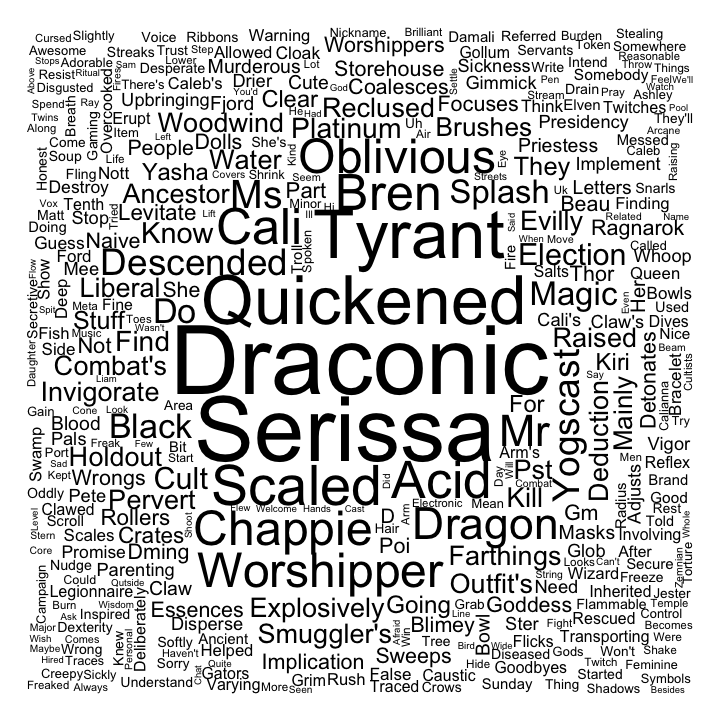 Cursed Slightly Voice Ribbons Warning Nickname. Brilliant Stealing
Awesome Streaks Trust Step Allowed Cloak Worshippers Damali Referred Burden Token Somewhere
Stops Adorable Sam Lower Gollum Servants Reasonable
Above Resist Ritual Fires Desperate Murderous Lot Storehouse Sickness Write Intend Throw Things
Disgusted There's Caleb's Drier Cute God Coalesces Settle Gimmick Pen Somebody Feel We'll Watch
Spend Ray Gaming Overcooked Upbringing Fjord You'd Clear Reclused Focuses Stream Drain Elven Ashley
Twins Breath Erupt He Had Platinum Uh Brushes Think Pray Twitches Pool They'll
Along Item Woodwind Air Presidency Arcane
Come Left People Dolls She's Kind Oblivious Eye Priestess Messed Caleb
Honest Soup Life Water They Implement Raising
Fling Nott Yasha Covers Shrink Seem Bren Streets Uk Letters Snarls
Destroy Ancestor Ms Part Splash Beau Finding
Vox Tenth Tried Levitate Lift Minor Hi Said Evilly Related Name
Matt Stop Cali Ill Tyrant Ragnarok
Doing Know Spoken Troll When Move Called
Guess Naive Fire Election Whoop
Flow Show Ford Descended Salts Thor Queen
Secretive Mee Liberal She Quickened Magic Even Her Bowls
Deep Meta Fine Do Cali's Claw's Used
Spit Stuff Toes Dives
Fish Music Wasn't Raised Nice
Daughter Side Not Find Draconic Kiri Beam
Combat's Say Detonates Bracelet Cultists
Liam Yogscast Deduction Mainly
Invigorate Calianna
Gain Cone Look Area Serissa For Try
Blood Black Mr
Swamp Pals Freak Few Bit Arm's Men Vigor
Port Holdout Start Day Will Pst Reflex
Sad Scaled Did Acid Combat
Kept Wrongs Cult Kill Radius Adjusts Brand
Oddly Pete Pervert Electronic Mean Good
Clawed Flew Welcome Hands Cast Arm Gm Rest
Level Scroll Rollers Shoot Chappie D Dragon Masks Told Whole
Stern Scales Crates Hair Involving
Core Promise Dming Poi Farthings Glob After
Nudge Parenting Worshipper Looks Can't Secure Zemnian Torture
Campaign Could Claw String Wizard Freeze
Legionnaire Outfit's Need Inherited Jester
Burn Wisdom Outside Essences Explosively Going Grab Goddess Flammable Temple
Ask Inspired Deliberately Line Rescued Control
Major Dexterity Disperse Afraid Win Blimey Bowl Ster Fight Becomes
Wish Comes Knew Personal Softly Ancient Smuggler's Tree Bird Wide Flicks Transporting Were
Maybe Wrong Haven't Helped Diseased Gods Won't Shake
Hired Traces Sorry Chat Quite Implication Sweeps Hide Goodbyes Twitch Feminine
Creepy Sickly Gators False Caustic Started Symbols
Freaked Always Understand Varying More Seen Grim Rush Traced Crows Sunday Thing Shadows Besides